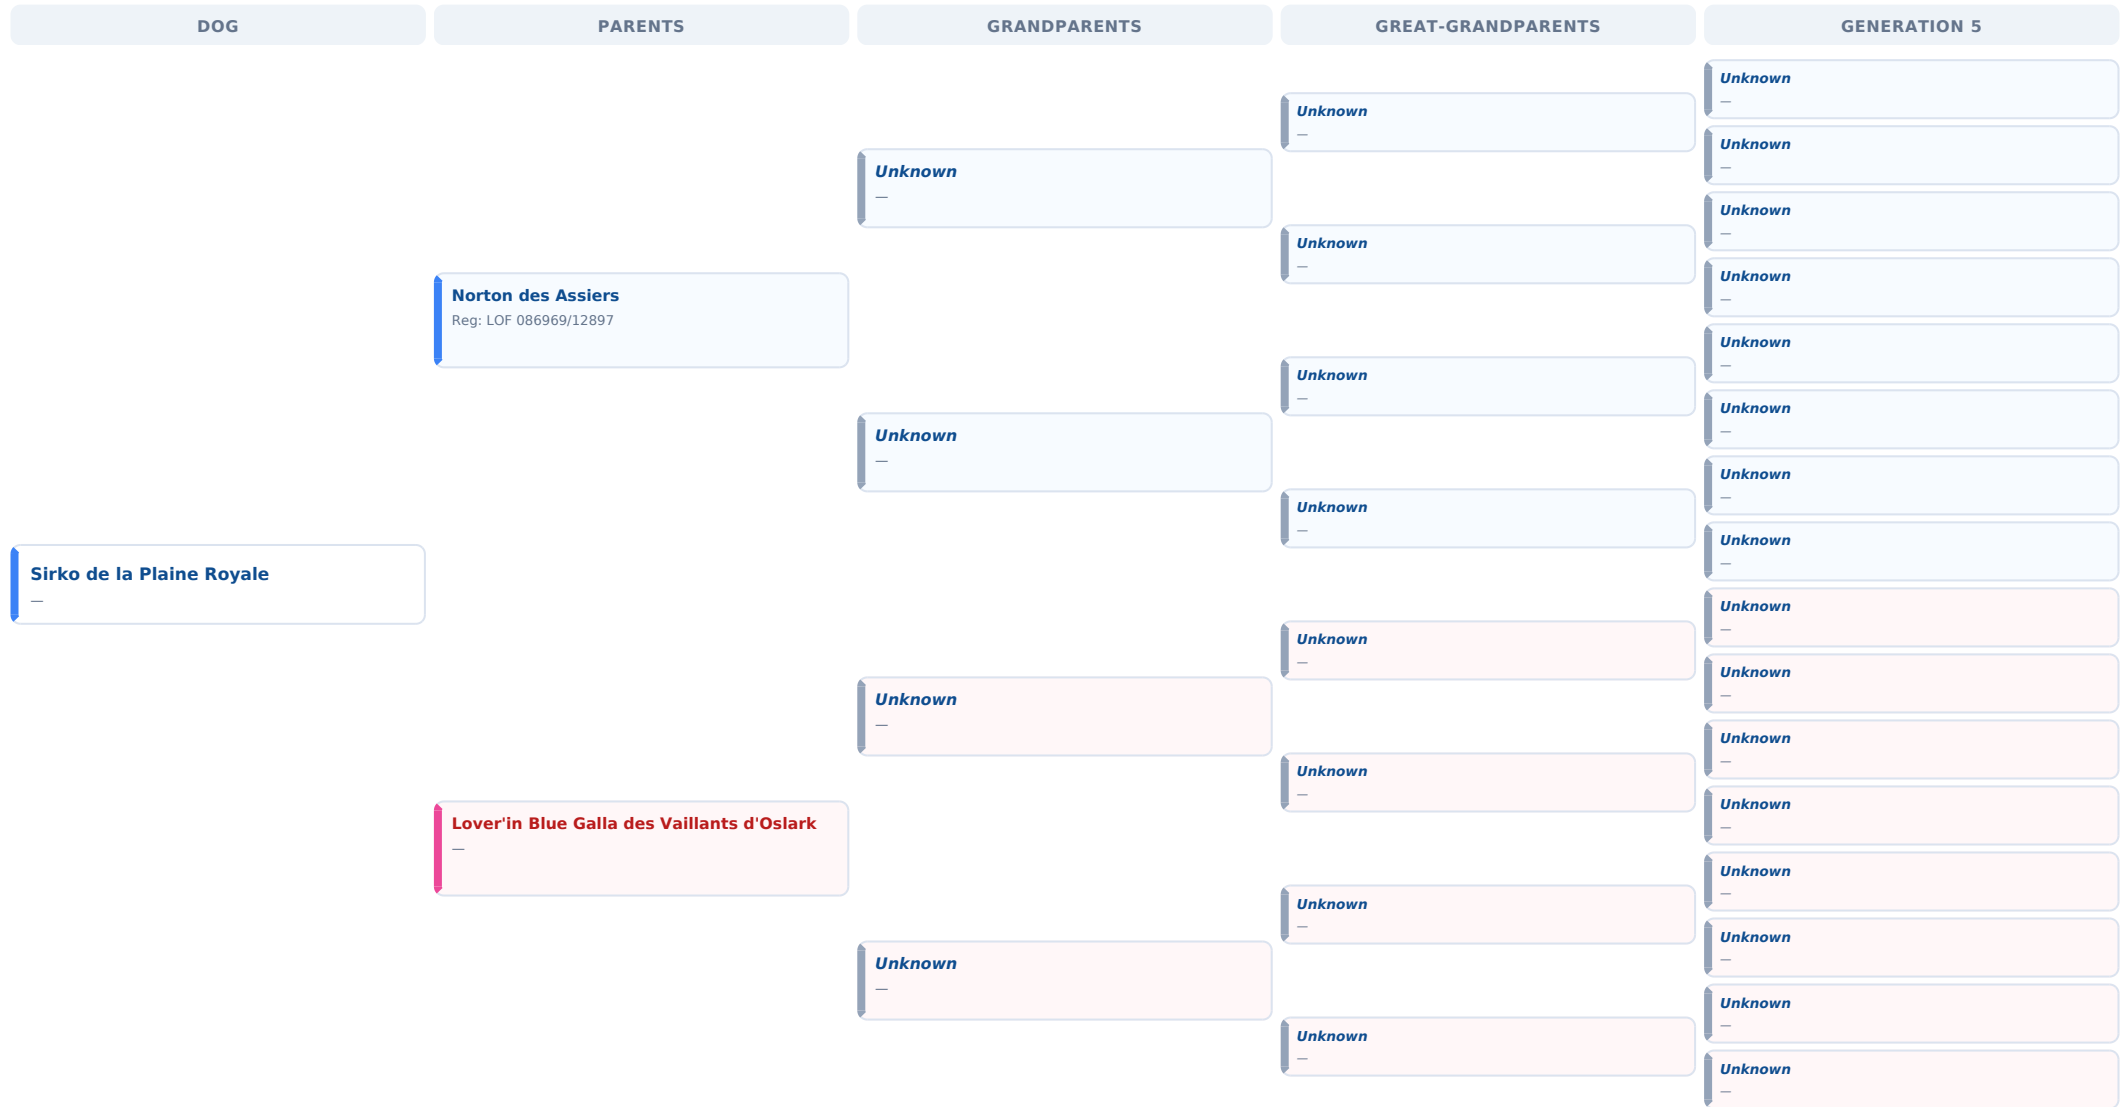 DOG
PARENTS
GRANDPARENTS
GREAT-GRANDPARENTS
GENERATION 5
Sirko de la Plaine Royale
—
Norton des Assiers
Reg: LOF 086969/12897
Lover'in Blue Galla des Vaillants d'Oslark
—
Unknown
—
Unknown
—
Unknown
—
Unknown
—
Unknown
—
Unknown
—
Unknown
—
Unknown
—
Unknown
—
Unknown
—
Unknown
—
Unknown
—
Unknown
—
Unknown
—
Unknown
—
Unknown
—
Unknown
—
Unknown
—
Unknown
—
Unknown
—
Unknown
—
Unknown
—
Unknown
—
Unknown
—
Unknown
—
Unknown
—
Unknown
—
Unknown
—